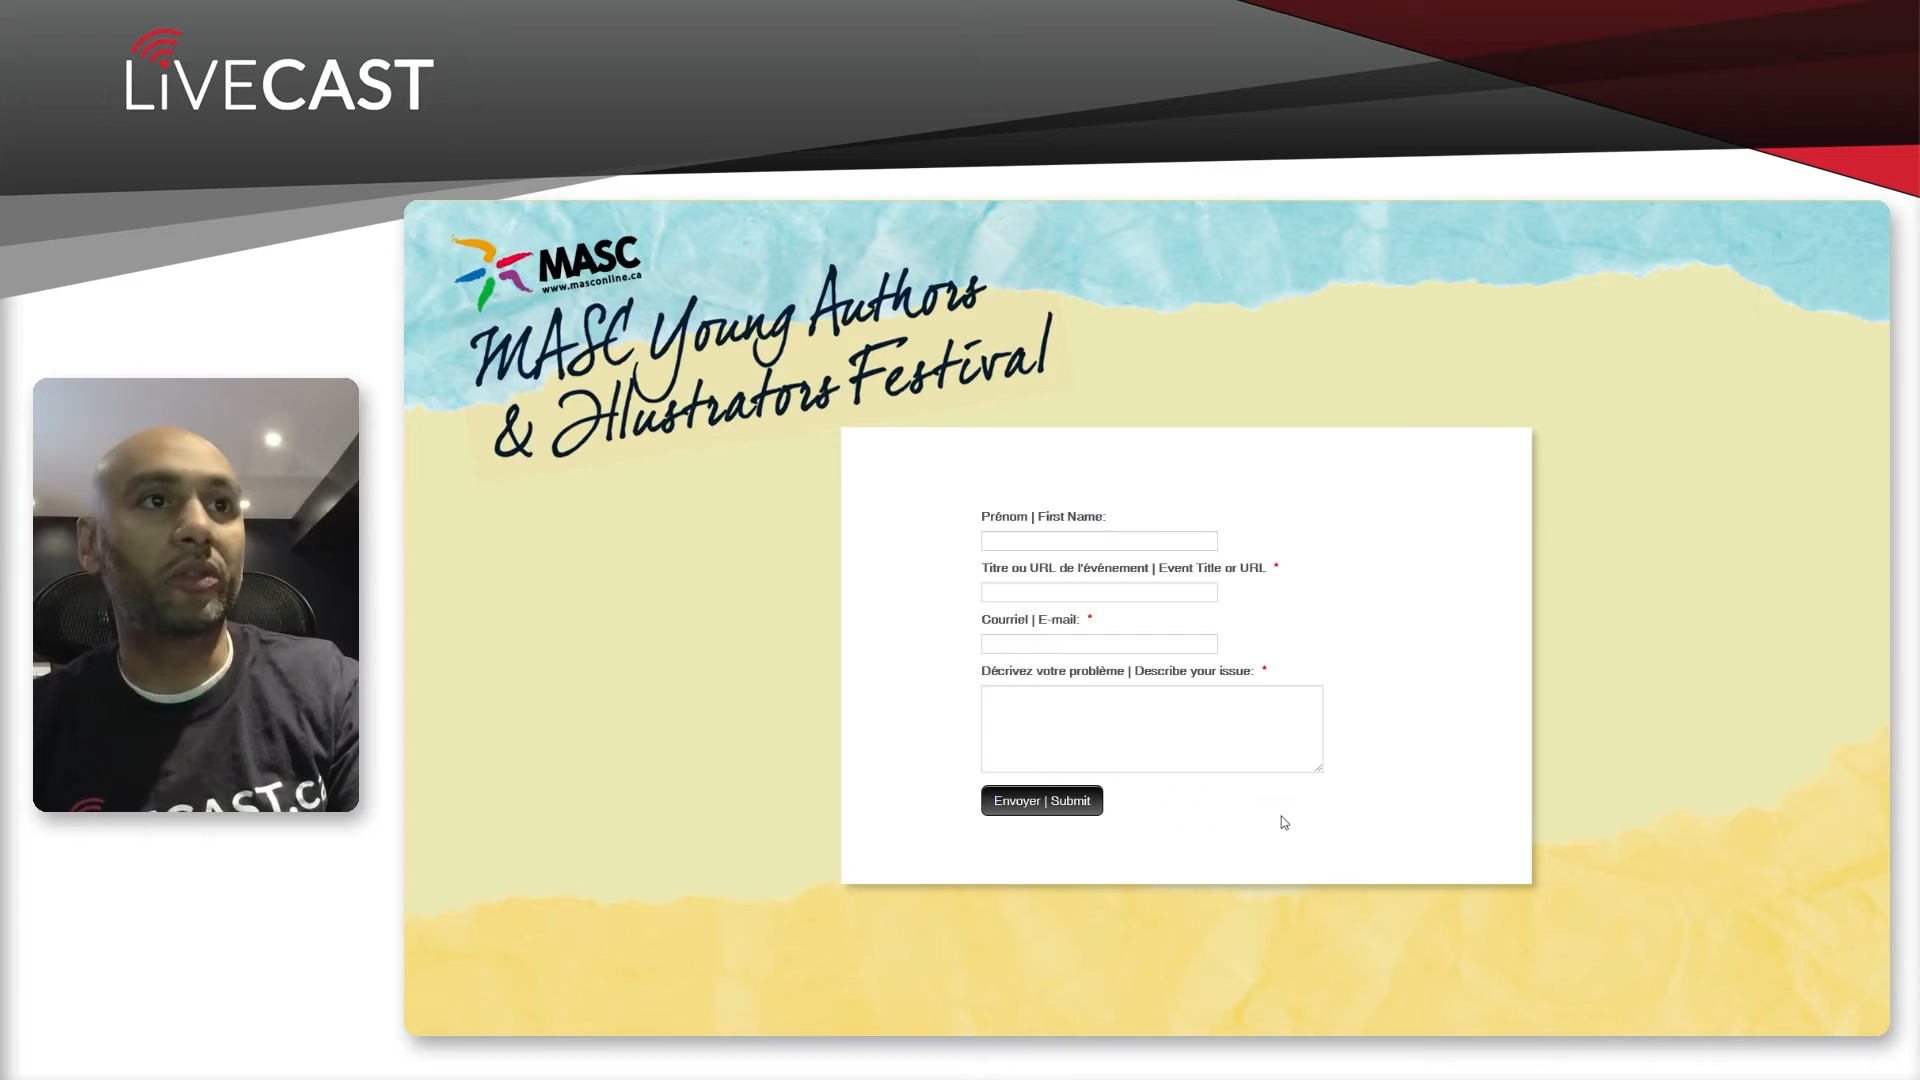 LiVECAST
MASC
www.masconline.ca
MASC Young Authors
& Illustrators Festival
Prénom | First Name:
Titre ou URL de l'événement | Event Title or URL *
Courriel | E-mail: *
Décrivez votre problème | Describe your issue: *
Envoyer | Submit
CAST.c